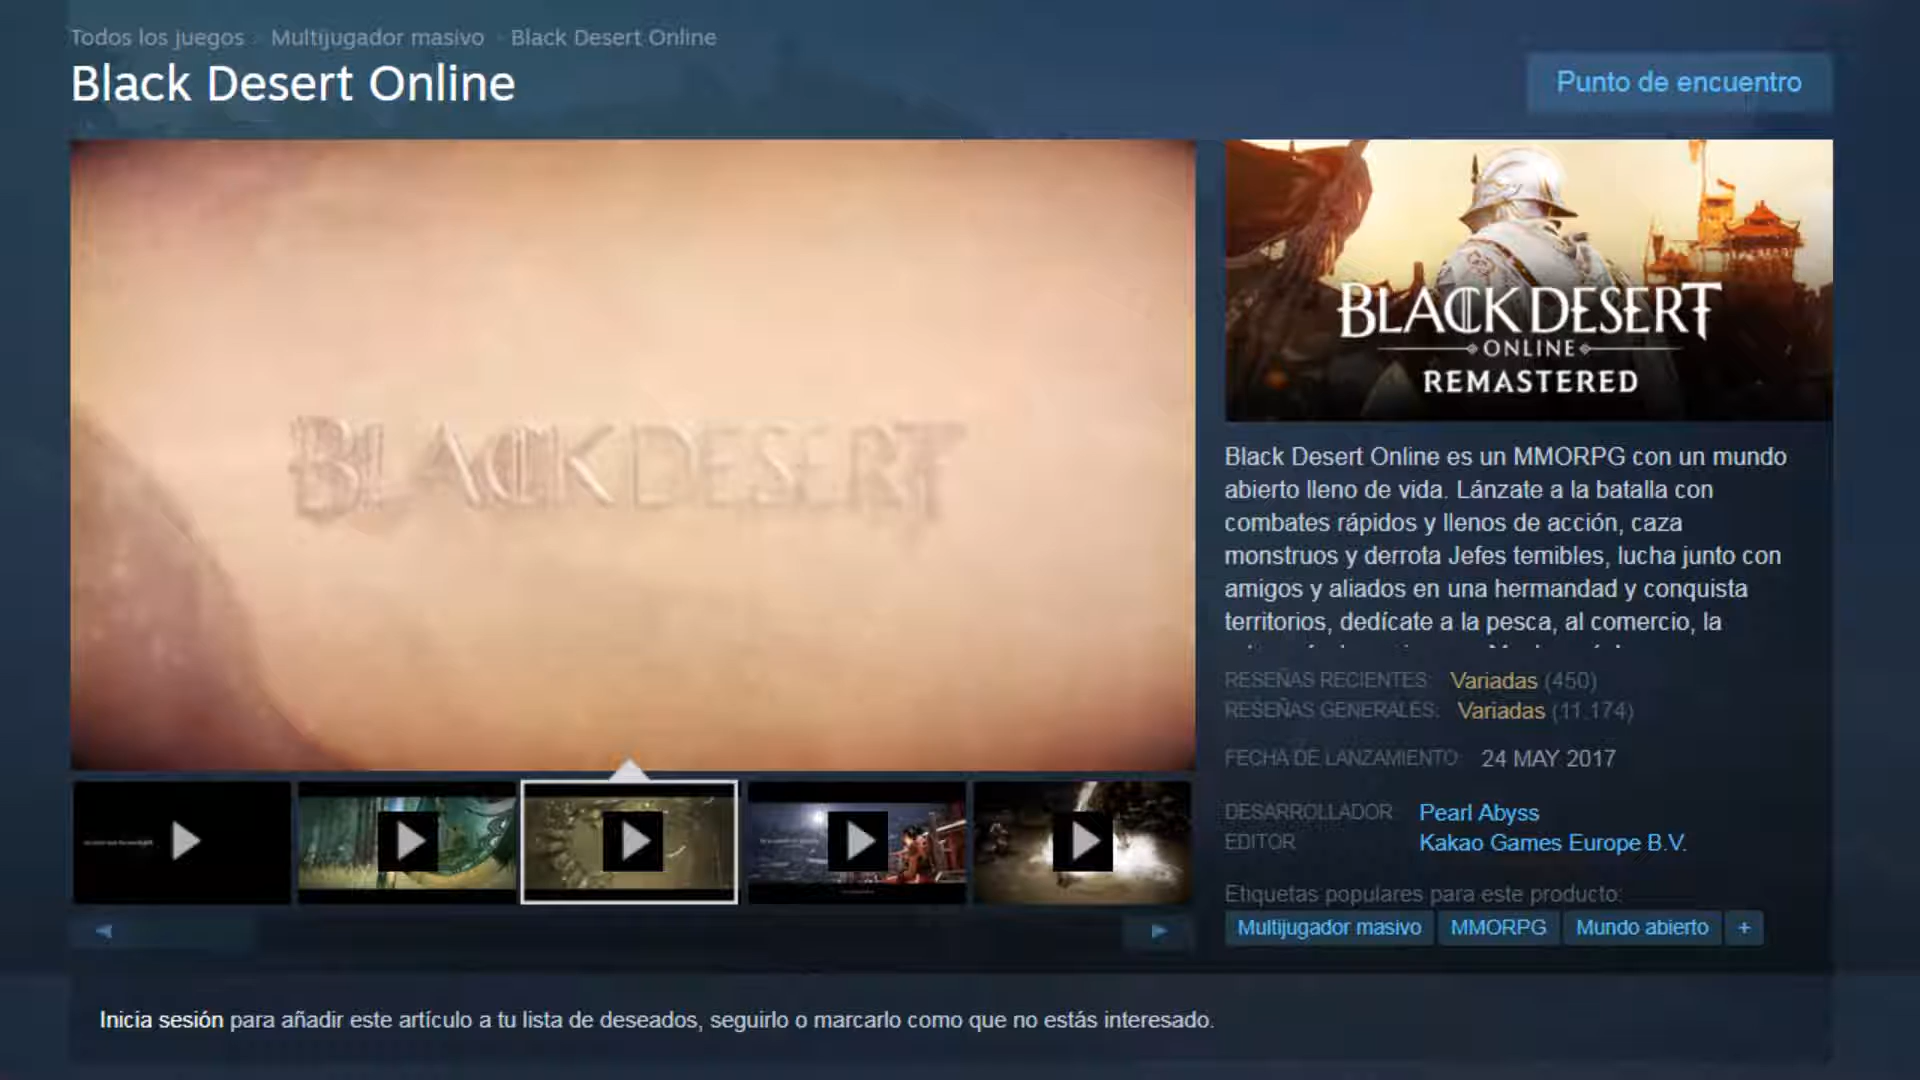 Todos los juegos > Multijugador masivo > Black Desert Online
Black Desert Online
Punto de encuentro
BLACK DESERT
BLACK DESERT
ONLINE
REMASTERED
Black Desert Online es un MMORPG con un mundo
abierto lleno de vida. Lánzate a la batalla con
combates rápidos y llenos de acción, caza
monstruos y derrota Jefes temibles, lucha junto con
amigos y aliados en una hermandad y conquista
territorios, dedícate a la pesca, al comercio, la
RESEÑAS RECIENTES: Variadas (450)
RESEÑAS GENERALES: Variadas (11.174)
FECHA DE LANZAMIENTO: 24 MAY 2017
DESARROLLADOR: Pearl Abyss
EDITOR: Kakao Games Europe B.V.
Etiquetas populares para este producto:
Multijugador masivo MMORPG Mundo abierto +
Inicia sesión para añadir este artículo a tu lista de deseados, seguirlo o marcarlo como que no estás interesado.